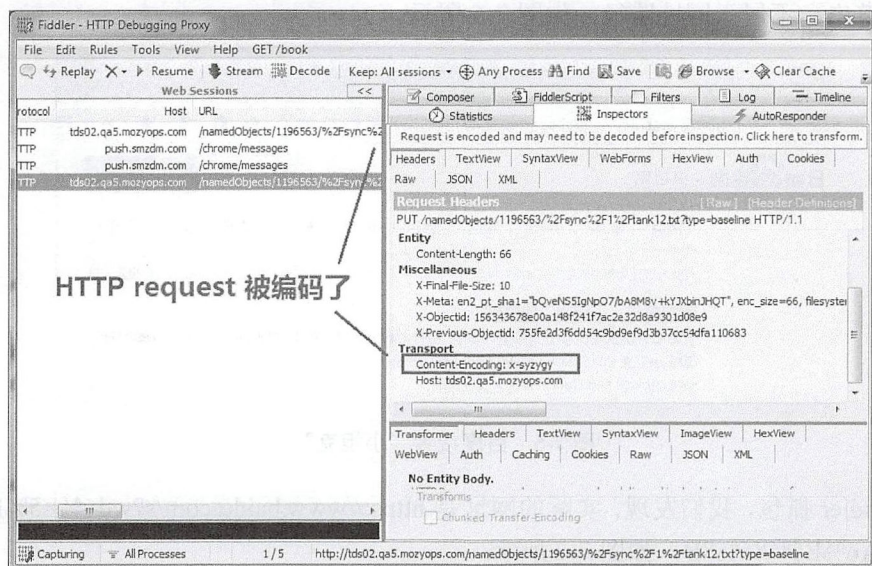 Fiddler - HTTP Debugging Proxy
File Edit Rules Tools View Help GET /book
Replay X Resume Stream Decode Keep: All sessions Any Process Find Save Browse Clear Cache
Web Sessions <<
rotocol Host URL
TTP tds02.qa5.mozyops.com /namedObjects/1196563/%2Fsync%2
TTP push.smzdm.com /chrome/messages
TTP push.smzdm.com /chrome/messages
TTP tds02.qa5.mozyops.com /namedObjects/1196563/%2Fsync%2
HTTP request 被编码了
Composer FiddlerScript Filters Log Timeline
Statistics Inspectors AutoResponder
Request is encoded and may need to be decoded before inspection. Click here to transform.
Headers TextView SyntaxView WebForms HexView Auth Cookies
Raw JSON XML
Request Headers [Raw] [Header Definitions]
PUT /namedObjects/1196563/%2Fsync%2F1%2Ftank12.txt?type=baseline HTTP/1.1
Entity
Content-Length: 66
Miscellaneous
X-Final-File-Size: 10
X-Meta: en2_pt_sha1="bQveNS5IgNpO7/bA8M8v+kYJXbinJHQT", enc_size=66, filesyster
X-Objectid: 156343678e00a148f241f7ac2e32d8a9301d08e9
X-Previous-Objectid: 755fe2d3f6dd54c9bd9ef9d3b37cc54dfa110683
Transport
Content-Encoding: x-syzygy
Host: tds02.qa5.mozyops.com
Transformer Headers TextView SyntaxView ImageView HexView
WebView Auth Caching Cookies Raw JSON XML
No Entity Body.
Transforms
Chunked Transfer-Encoding
Capturing All Processes 1 / 5 http://tds02.qa5.mozyops.com/namedObjects/1196563/%2Fsync%2F1%2Ftank12.txt?type=baseline